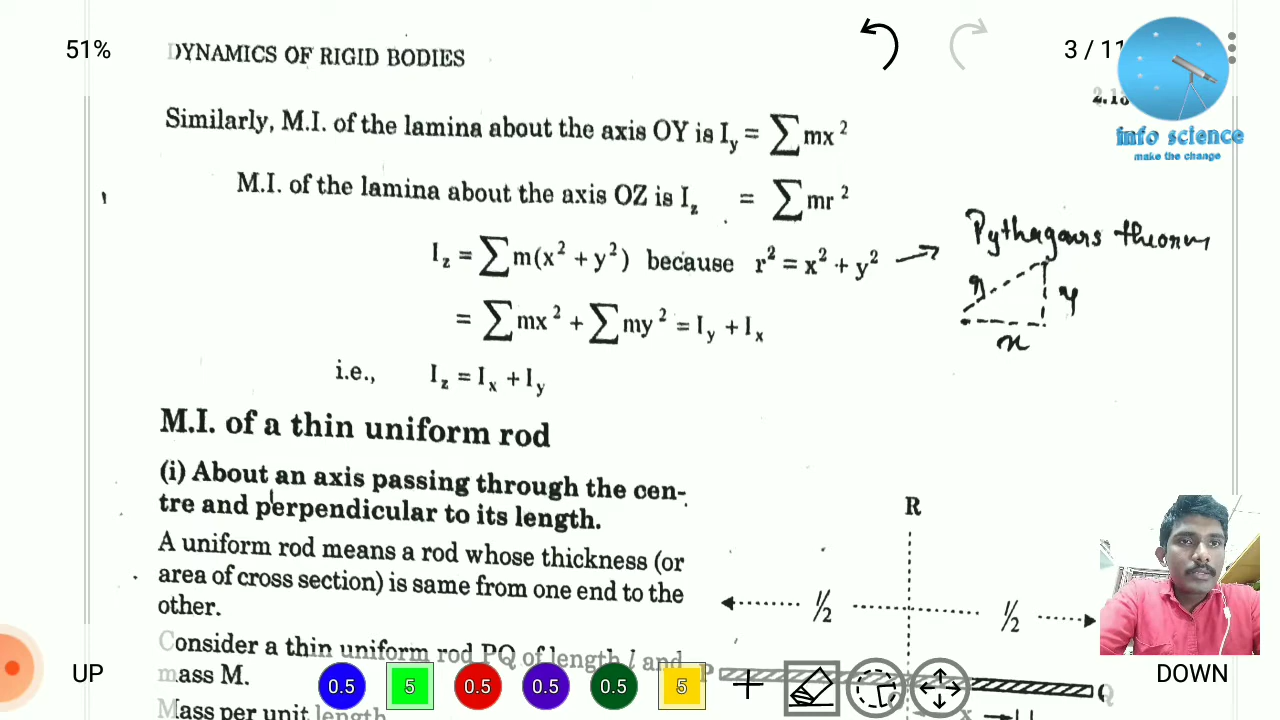 51%
DYNAMICS OF RIGID BODIES
3 / 11
info science
make the change
Similarly, M.I. of the lamina about the axis OY is I_y = ∑ mx²
M.I. of the lamina about the axis OZ is I_z = ∑ mr²
I_z = ∑ m(x² + y²) because r² = x² + y²
Pythagaurs theorm
r
y
x
= ∑ mx² + ∑ my² = I_y + I_x
i.e., I_z = I_x + I_y
M.I. of a thin uniform rod
(i) About an axis passing through the cen-
tre and perpendicular to its length.
A uniform rod means a rod whose thickness (or
area of cross section) is same from one end to the
other.
Consider a thin uniform rod PQ of length l and
mass M.
Mass per unit length
R
l/2
l/2
P
Q
x
UP
0.5
5
0.5
0.5
0.5
5
DOWN